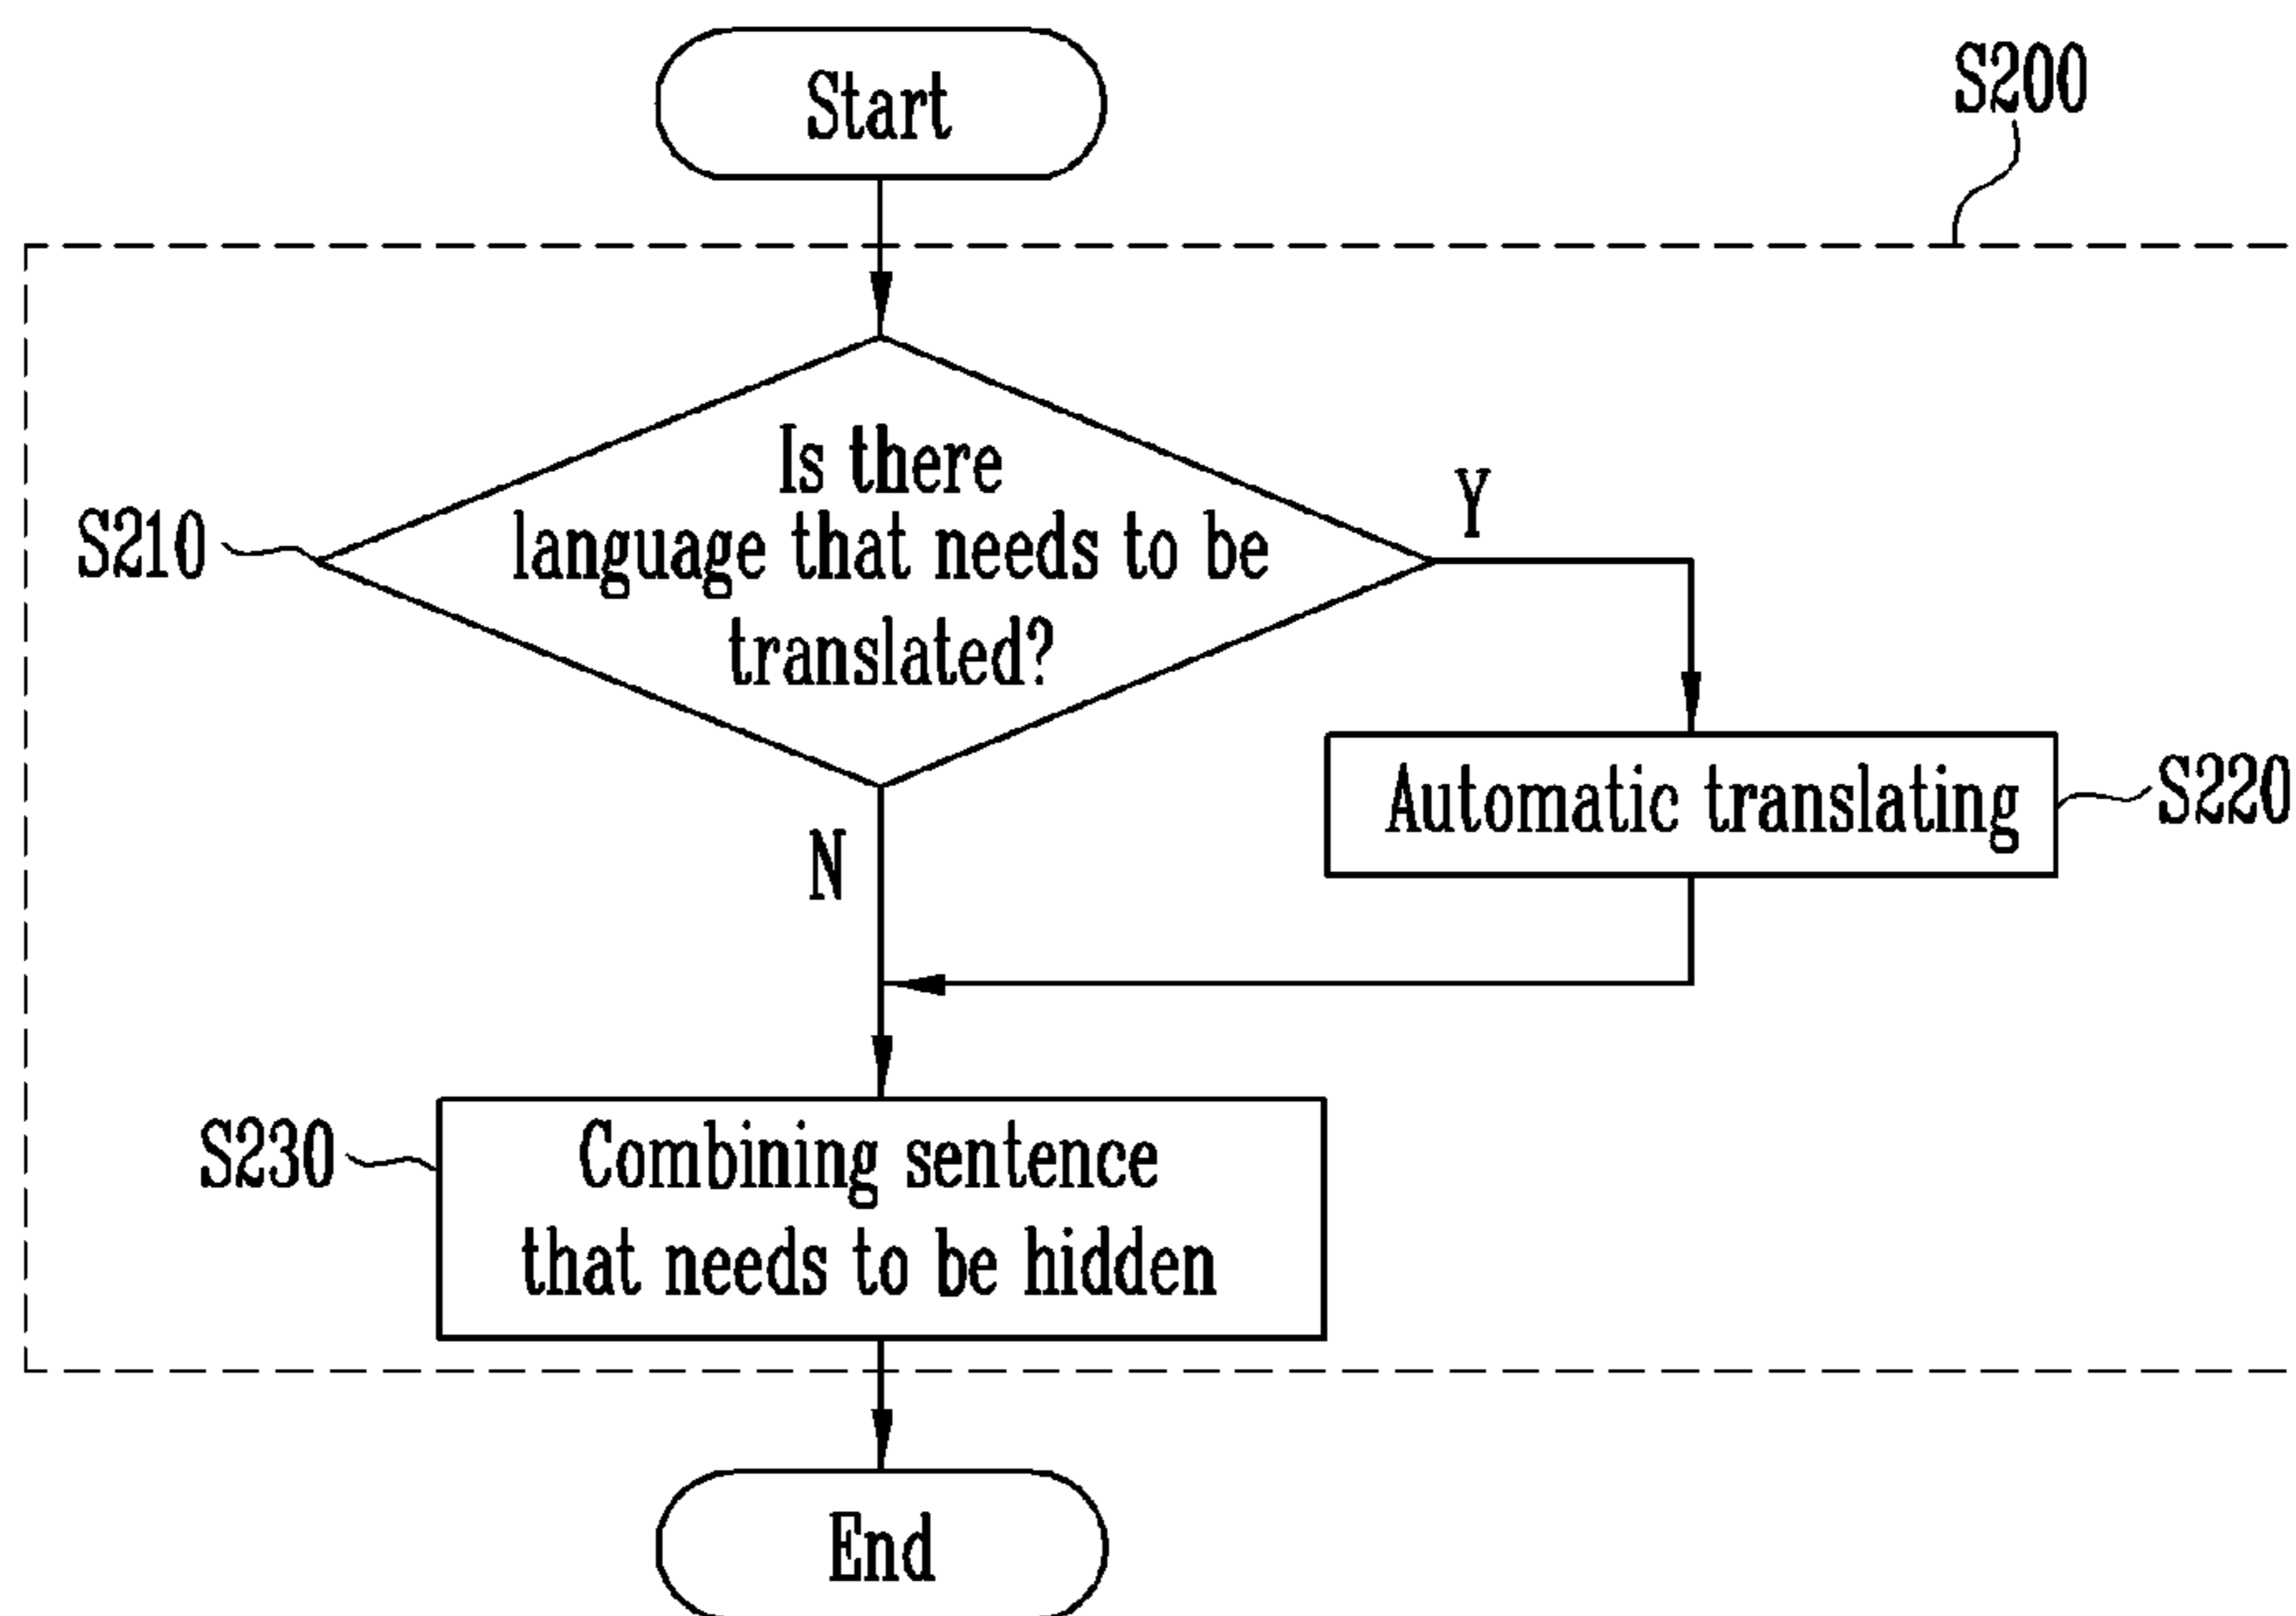 Start
S200
Is there
language that needs to be
translated?
S210
Y
Automatic translating
S220
N
S230
Combining sentence
that needs to be hidden
End